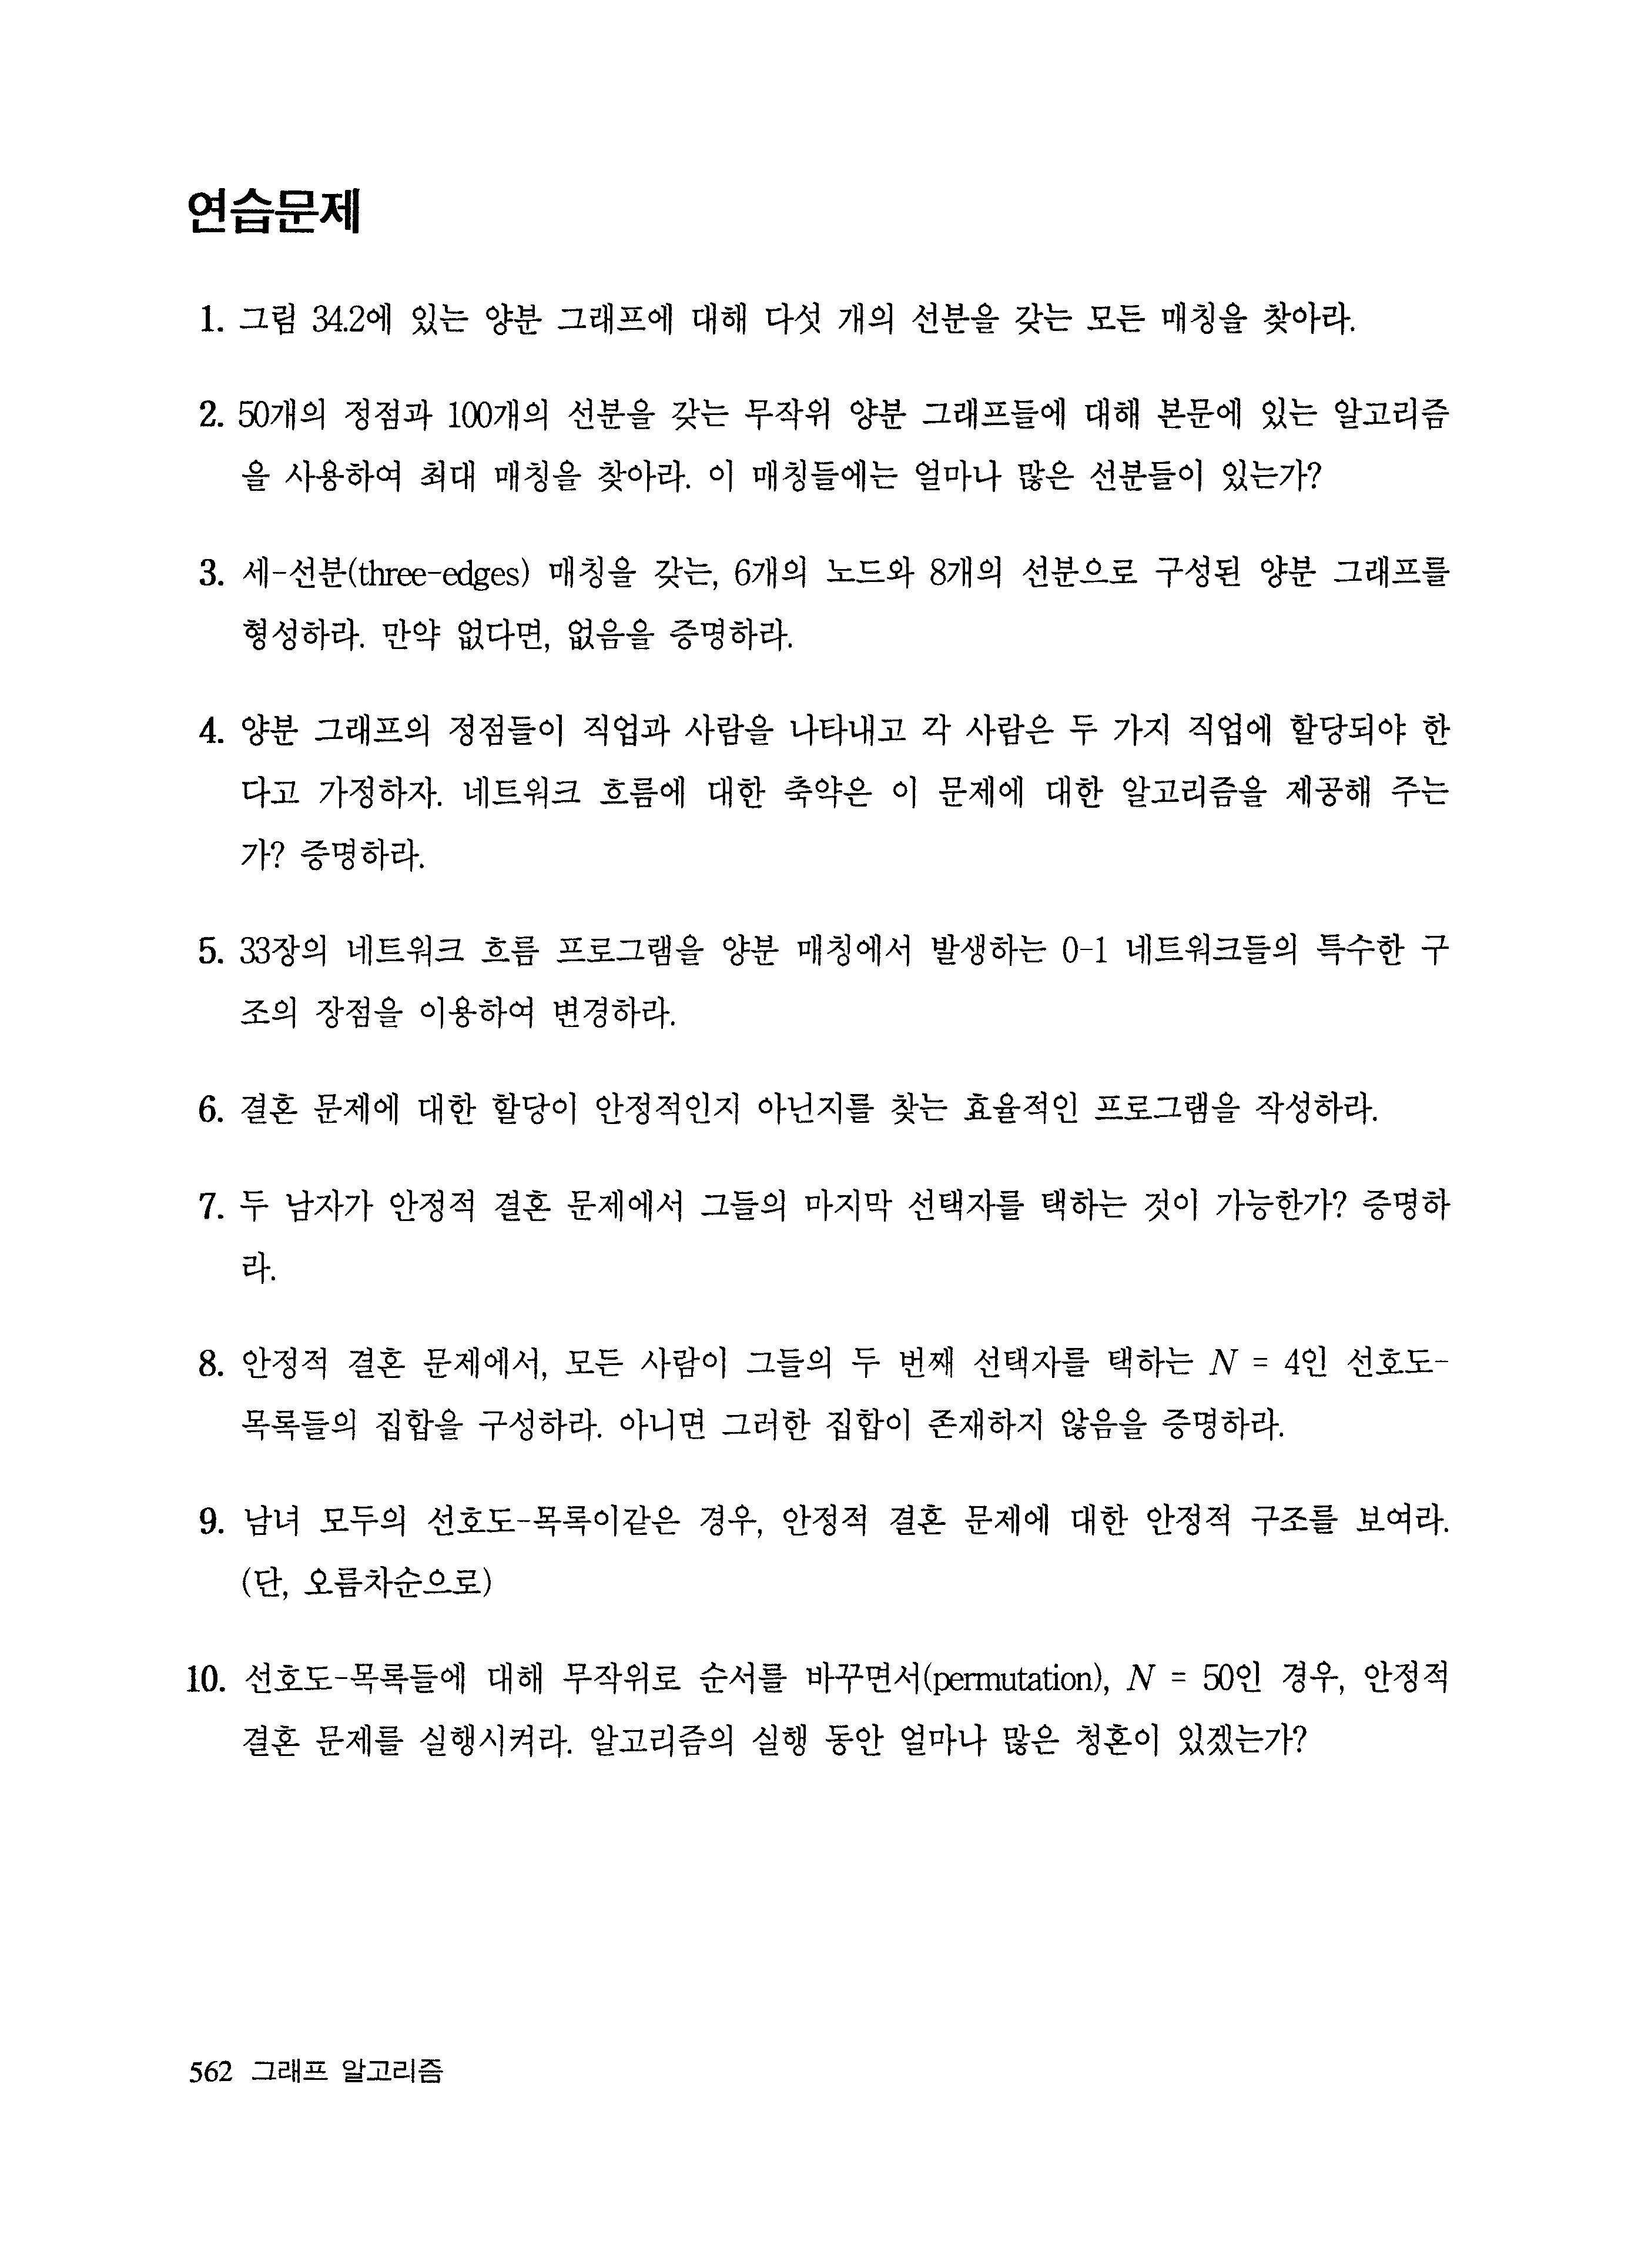 연습문제
1. 그림 34.2에 있는 양분 그래프에 대해 다섯 개의 선분을 갖는 모든 매칭을 찾아라.
2. 50개의 정점과 100개의 선분을 갖는 무작위 양분 그래프들에 대해 본문에 있는 알고리즘
을 사용하여 최대 매칭을 찾아라. 이 매칭들에는 얼마나 많은 선분들이 있는가?
3. 세-선분(three-edges) 매칭을 갖는, 6개의 노드와 8개의 선분으로 구성된 양분 그래프를
형성하라. 만약 없다면, 없음을 증명하라.
4. 양분 그래프의 정점들이 직업과 사람을 나타내고 각 사람은 두 가지 직업에 할당되야 한
다고 가정하자. 네트워크 흐름에 대한 축약은 이 문제에 대한 알고리즘을 제공해 주는
가? 증명하라.
5. 33장의 네트워크 흐름 프로그램을 양분 매칭에서 발생하는 0-1 네트워크들의 특수한 구
조의 장점을 이용하여 변경하라.
6. 결혼 문제에 대한 할당이 안정적인지 아닌지를 찾는 효율적인 프로그램을 작성하라.
7. 두 남자가 안정적 결혼 문제에서 그들의 마지막 선택자를 택하는 것이 가능한가? 증명하
라.
8. 안정적 결혼 문제에서, 모든 사람이 그들의 두 번째 선택자를 택하는 N = 4인 선호도-
목록들의 집합을 구성하라. 아니면 그러한 집합이 존재하지 않음을 증명하라.
9. 남녀 모두의 선호도-목록이같은 경우, 안정적 결혼 문제에 대한 안정적 구조를 보여라.
(단, 오름차순으로)
10. 선호도-목록들에 대해 무작위로 순서를 바꾸면서(permutation), N = 50인 경우, 안정적
결혼 문제를 실행시켜라. 알고리즘의 실행 동안 얼마나 많은 청혼이 있겠는가?
562 그래프 알고리즘